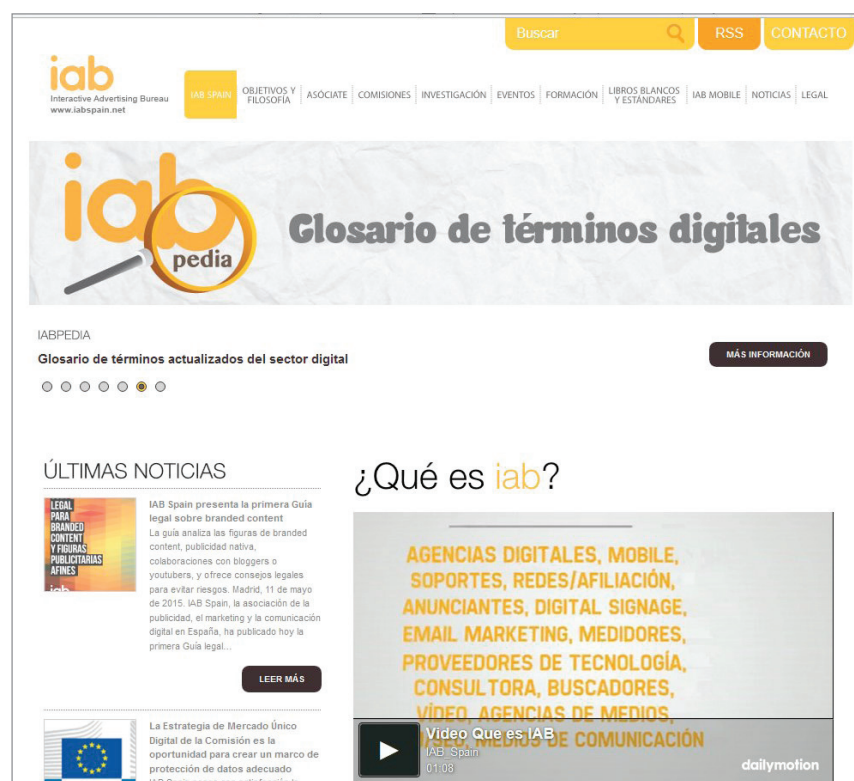 Buscar
RSS
CONTACTO
iab
Interactive Advertising Bureau
www.iabspain.net
IAB SPAIN
OBJETIVOS Y
FILOSOFÍA
ASÓCIATE
COMISIONES
INVESTIGACIÓN
EVENTOS
FORMACIÓN
LIBROS BLANCOS
Y ESTÁNDARES
IAB MOBILE
NOTICIAS
LEGAL
iab
pedia
Glosario de términos digitales
IABPEDIA
Glosario de términos actualizados del sector digital
MÁS INFORMACIÓN
ÚLTIMAS NOTICIAS
LEGAL
PARA
BRANDED
CONTENT
Y FIGURAS
PUBLICITARIAS
AFINES
iab
IAB Spain presenta la primera Guía
legal sobre branded content
La guía analiza las figuras de branded
content, publicidad nativa,
colaboraciones con bloggers o
youtubers, y ofrece consejos legales
para evitar riesgos. Madrid, 11 de mayo
de 2015. IAB Spain, la asociación de la
publicidad, el marketing y la comunicación
digital en España, ha publicado hoy la
primera Guía legal...
LEER MÁS
La Estrategia de Mercado Único
Digital de la Comisión es la
oportunidad para crear un marco de
protección de datos adecuado
¿Qué es iab?
AGENCIAS DIGITALES, MOBILE,
SOPORTES, REDES/AFILIACIÓN,
ANUNCIANTES, DIGITAL SIGNAGE,
EMAIL MARKETING, MEDIDORES,
PROVEEDORES DE TECNOLOGÍA,
CONSULTORA, BUSCADORES,
VÍDEO, AGENCIAS DE MEDIOS,
MEDIOS DE COMUNICACIÓN
Video Que es IAB
IAB_Spain
01:08
dailymotion